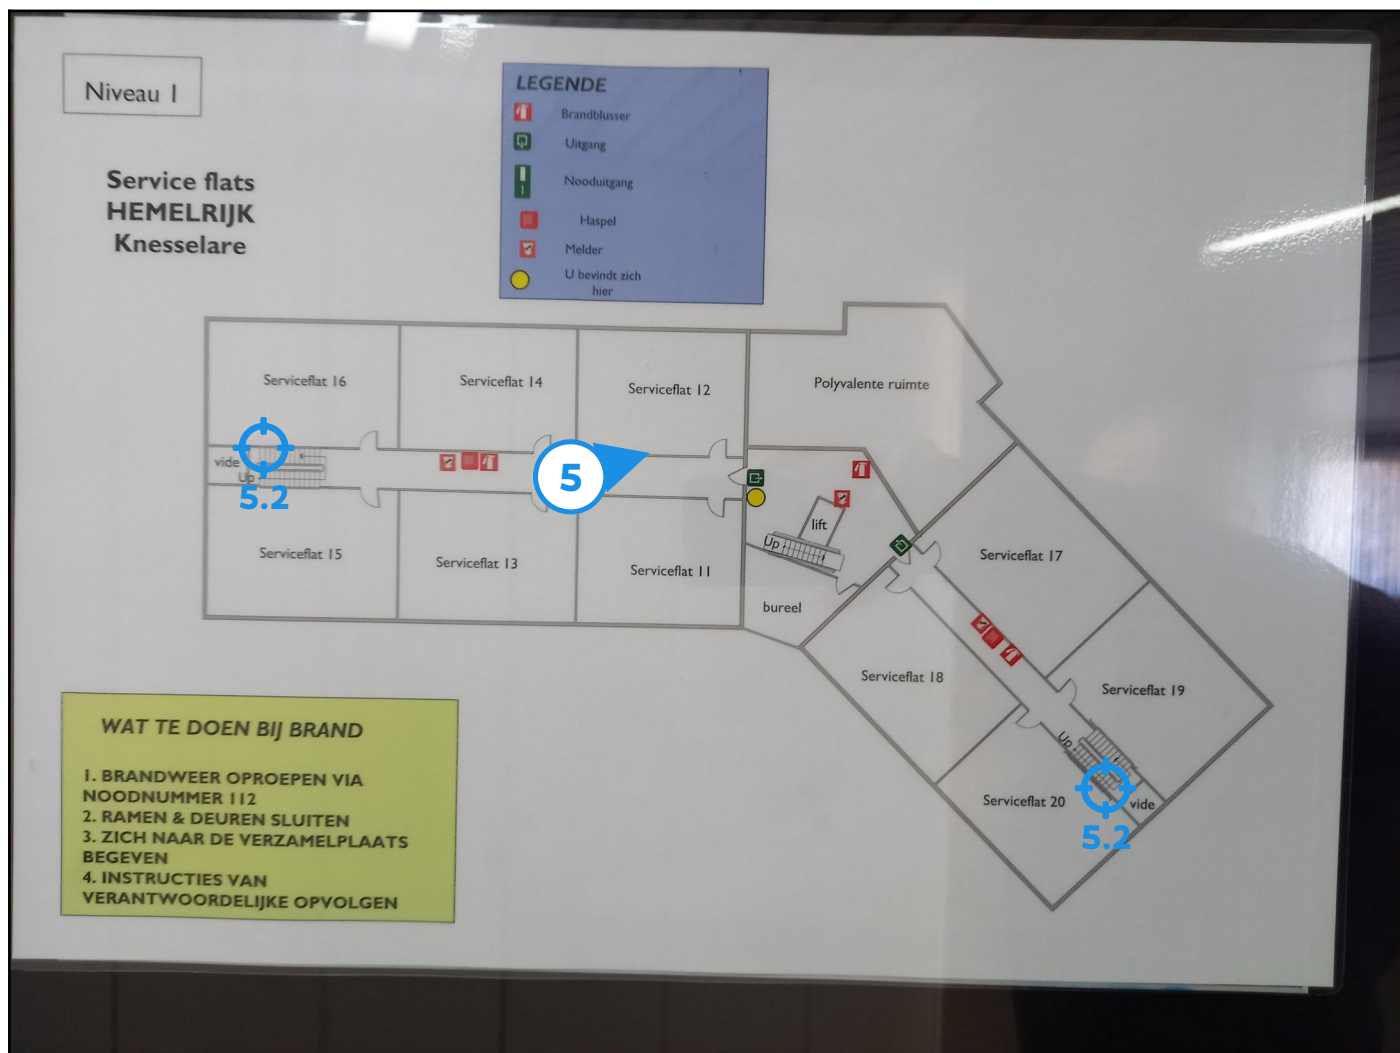 Niveau 1
Service flats
HEMELRIJK
Knesselare
LEGENDE
Brandblusser
Uitgang
Nooduitgang
Haspel
Melder
U bevindt zich
hier
Serviceflat 16
Serviceflat 14
Serviceflat 12
Polyvalente ruimte
vide
Up
5.2
5
lift
Up
Serviceflat 15
Serviceflat 13
Serviceflat 11
bureel
Serviceflat 17
Serviceflat 18
Serviceflat 19
Up
Serviceflat 20
vide
5.2
WAT TE DOEN BIJ BRAND
1. BRANDWEER OPROEPEN VIA
NOODNUMMER 112
2. RAMEN & DEUREN SLUITEN
3. ZICH NAAR DE VERZAMELPLAATS
BEGEVEN
4. INSTRUCTIES VAN
VERANTWOORDELIJKE OPVOLGEN